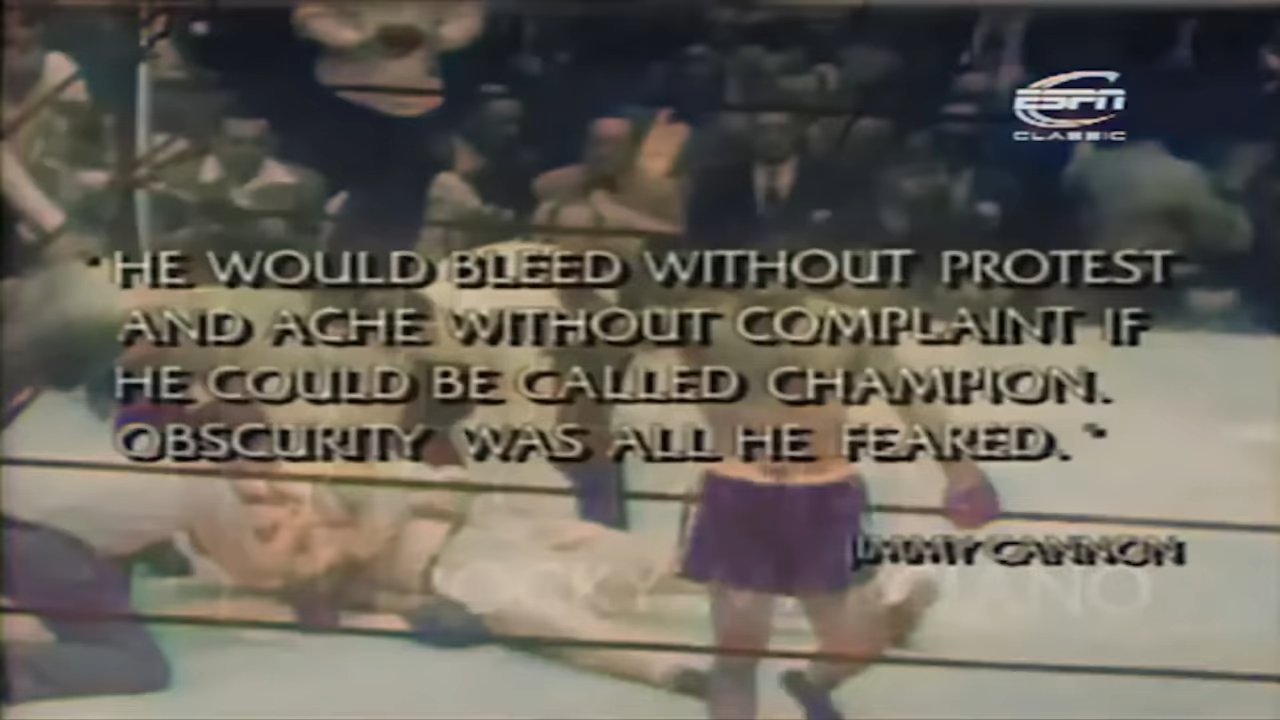 ESPN
CLASSIC
"HE WOULD BLEED WITHOUT PROTEST
AND ACHE WITHOUT COMPLAINT IF
HE COULD BE CALLED CHAMPION.
OBSCURITY WAS ALL HE FEARED."
JIMMY CANNON